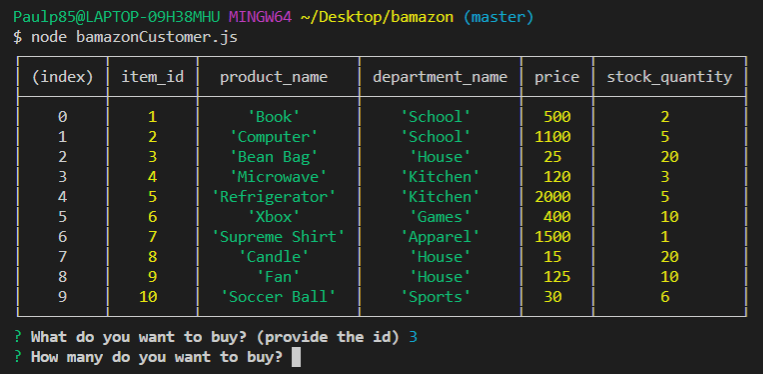 Paulp85@LAPTOP-09H38MHU MINGW64 ~/Desktop/bamazon (master)
$ node bamazonCustomer.js
(index) item_id product_name department_name price stock_quantity
0 1 'Book' 'School' 500 2
1 2 'Computer' 'School' 1100 5
2 3 'Bean Bag' 'House' 25 20
3 4 'Microwave' 'Kitchen' 120 3
4 5 'Refrigerator' 'Kitchen' 2000 5
5 6 'Xbox' 'Games' 400 10
6 7 'Supreme Shirt' 'Apparel' 1500 1
7 8 'Candle' 'House' 15 20
8 9 'Fan' 'House' 125 10
9 10 'Soccer Ball' 'Sports' 30 6
? What do you want to buy? (provide the id) 3
? How many do you want to buy?